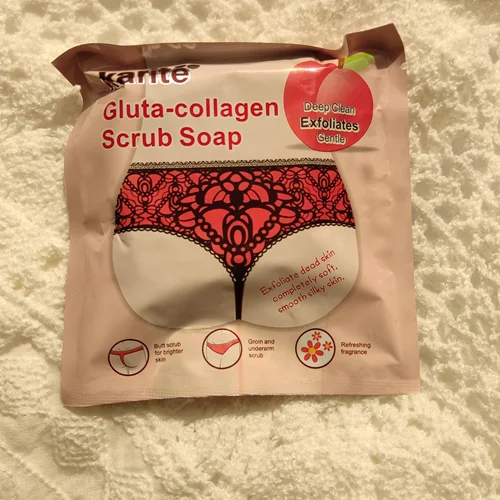 Karité
Gluta-collagen
Scrub Soap
Deep Clean
Exfoliates
Gentle
Exfoliate dead skin
completely soft,
smooth silky skin.
Butt scrub
for brighter
skin
Groin and
underarm
scrub
Refreshing
fragrance